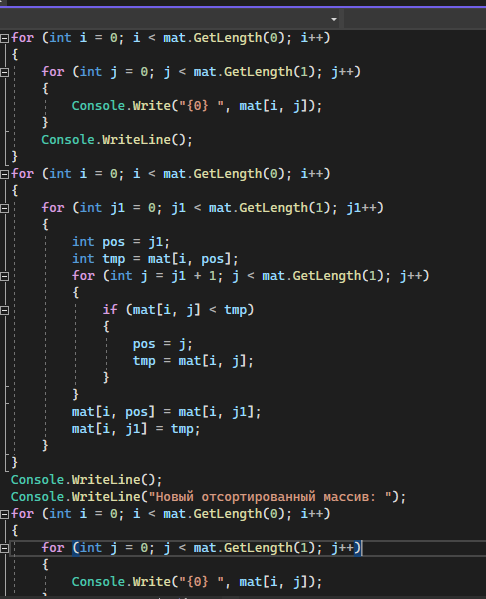 for (int i = 0; i < mat.GetLength(0); i++)
{
    for (int j = 0; j < mat.GetLength(1); j++)
    {
        Console.Write("{0} ", mat[i, j]);
    }
    Console.WriteLine();
}
for (int i = 0; i < mat.GetLength(0); i++)
{
    for (int j1 = 0; j1 < mat.GetLength(1); j1++)
    {
        int pos = j1;
        int tmp = mat[i, pos];
        for (int j = j1 + 1; j < mat.GetLength(1); j++)
        {
            if (mat[i, j] < tmp)
            {
                pos = j;
                tmp = mat[i, j];
            }
        }
        mat[i, pos] = mat[i, j1];
        mat[i, j1] = tmp;
    }
}
Console.WriteLine();
Console.WriteLine("Новый отсортированный массив: ");
for (int i = 0; i < mat.GetLength(0); i++)
{
    for (int j = 0; j < mat.GetLength(1); j++)
    {
        Console.Write("{0} ", mat[i, j]);
    }